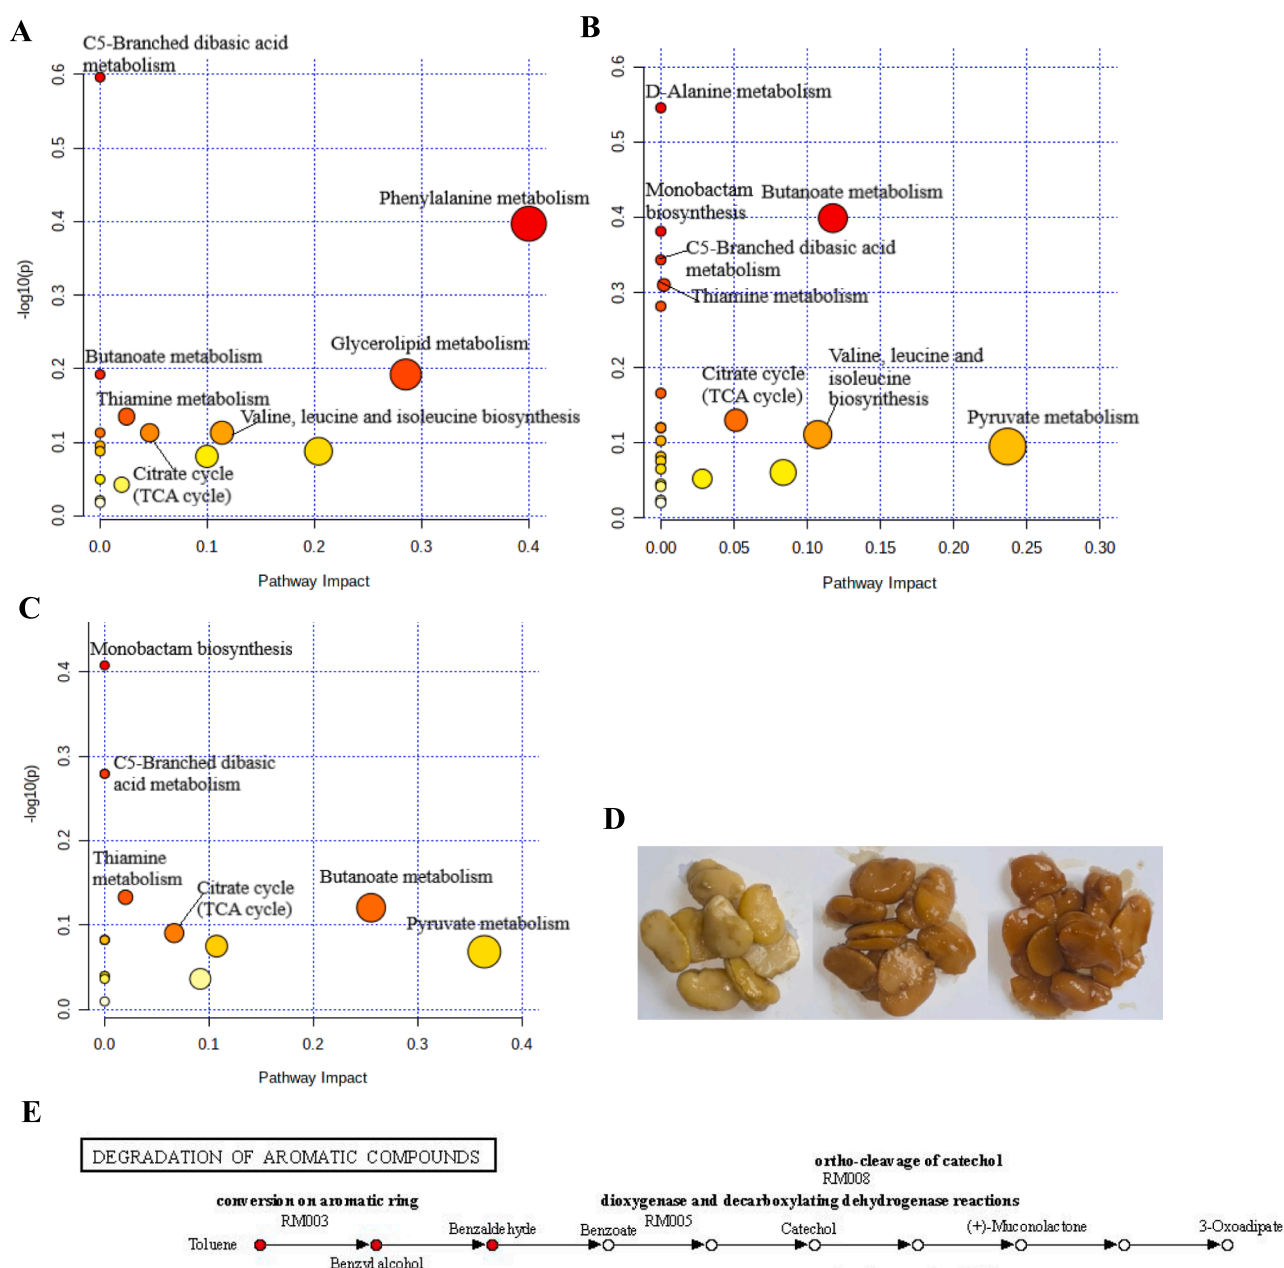 A
C5-Branched dibasic acid
metabolism
0.6
0.5
Phenylalanine metabolism
0.4
-log10(p)
0.3
Glycerolipid metabolism
Butanoate metabolism
0.2
Thiamine metabolism
Valine, leucine and isoleucine biosynthesis
0.1
Citrate cycle
(TCA cycle)
0.0
0.0 0.1 0.2 0.3 0.4
Pathway Impact
B
0.6
D-Alanine metabolism
0.5
Monobactam
biosynthesis
Butanoate metabolism
0.4
C5-Branched dibasic acid
metabolism
Thiamine metabolism
0.3
Valine, leucine and
isoleucine
biosynthesis
Citrate cycle
(TCA cycle)
0.2
Pyruvate metabolism
0.1
0.0
0.00 0.05 0.10 0.15 0.20 0.25 0.30
Pathway Impact
C
Monobactam biosynthesis
0.4
C5-Branched dibasic
acid metabolism
0.3
-log10(p)
0.2
Thiamine
metabolism
Citrate cycle
(TCA cycle)
Butanoate metabolism
Pyruvate metabolism
0.1
0.0
0.0 0.1 0.2 0.3 0.4
Pathway Impact
D
E
DEGRADATION OF AROMATIC COMPOUNDS
ortho-cleavage of catechol
RM008
conversion on aromatic ring
dioxygenase and decarboxylating dehydrogenase reactions
RM003
RM005
Toluene
Benzyl alcohol
Benzaldehyde
Benzoate
Catechol
(+)-Muconolactone
3-Oxoadipate